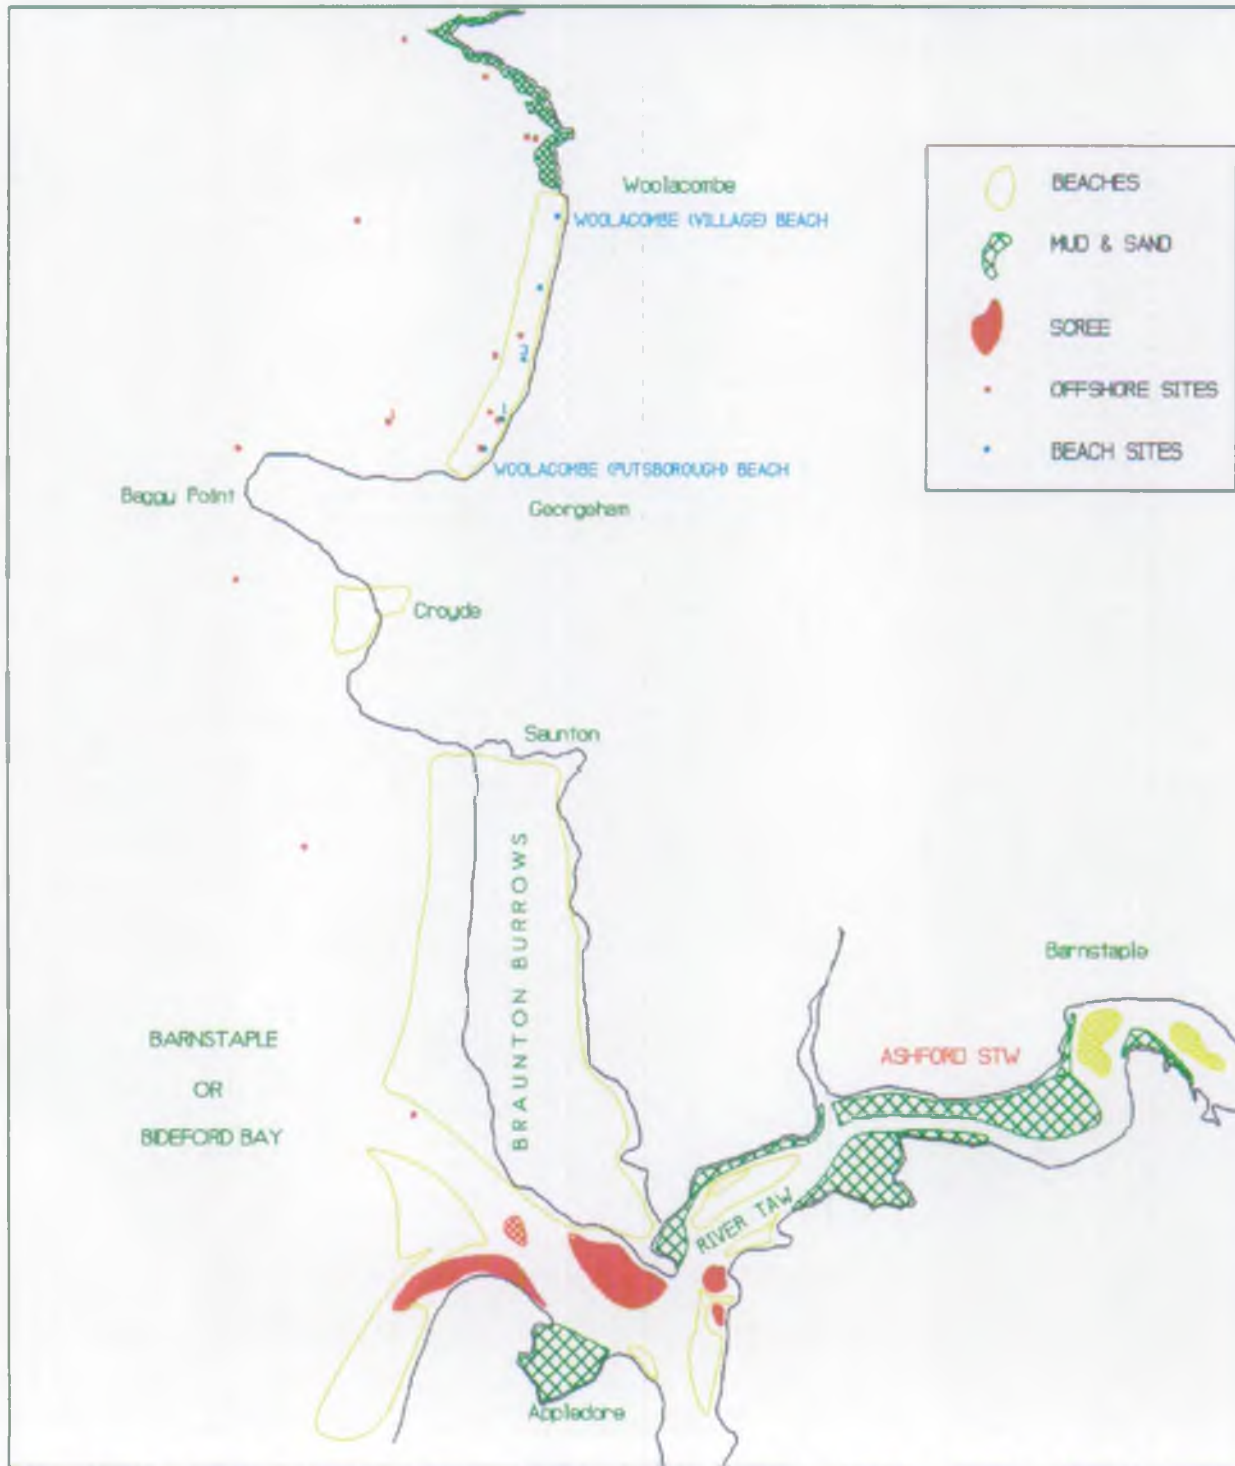 Woolacombe
WOOLACOMBE (VILLAGE) BEACH
WOOLACOMBE (PUTSBOROUGH) BEACH
Baggy Point
Georgeham
Croyde
Saunton
BRAUNTON BURROWS
Barnstaple
BARNSTAPLE
OR
BIDEFORD BAY
ASHFORD STW
RIVER TAW
Appledore
BEACHES
MUD & SAND
SCREE
OFFSHORE SITES
BEACH SITES